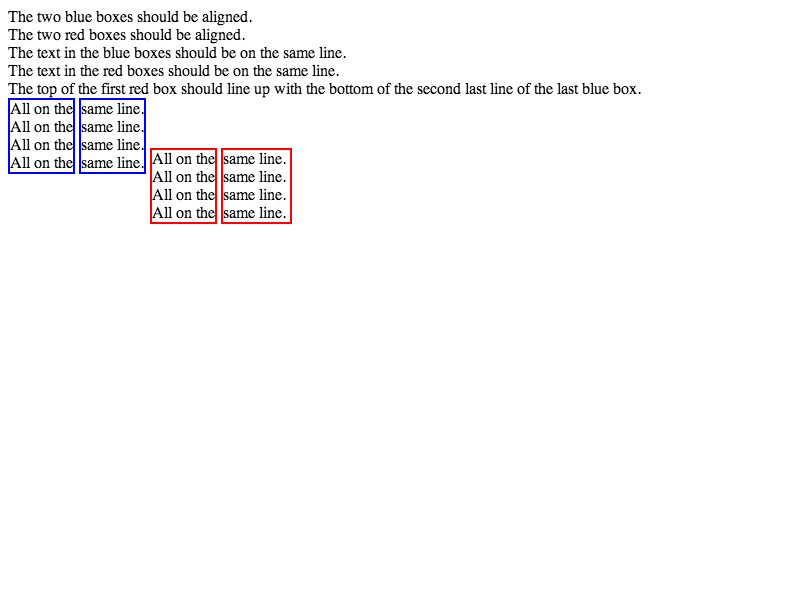 The two blue boxes should be aligned.
The two red boxes should be aligned.
The text in the blue boxes should be on the same line.
The text in the red boxes should be on the same line.
The top of the first red box should line up with the bottom of the second last line of the last blue box.
All on the same line.
All on the same line.
All on the same line.
All on the same line.
All on the same line.
All on the same line.
All on the same line.
All on the same line.